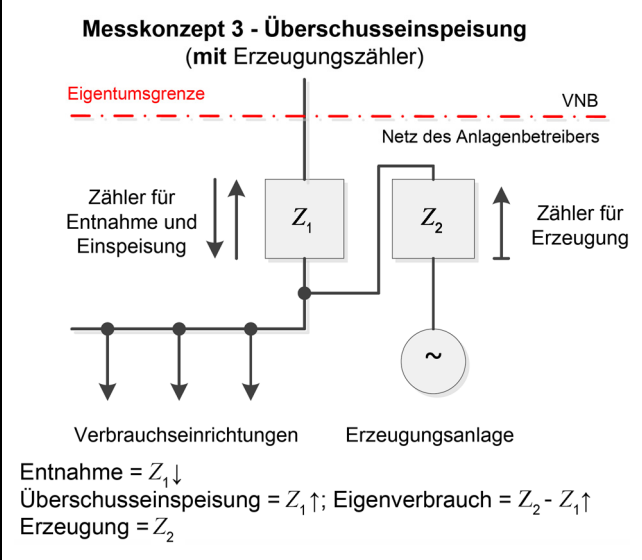 Messkonzept 3 - Überschusseinspeisung
(mit Erzeugungszähler)
Eigentumsgrenze
VNB
Netz des Anlagenbetreibers
Zähler für
Entnahme und
Einspeisung
Z₁
Z₂
Zähler für
Erzeugung
~
Verbrauchseinrichtungen
Erzeugungsanlage
Entnahme = Z₁↓
Überschusseinspeisung = Z₁↑; Eigenverbrauch = Z₂ - Z₁↑
Erzeugung = Z₂